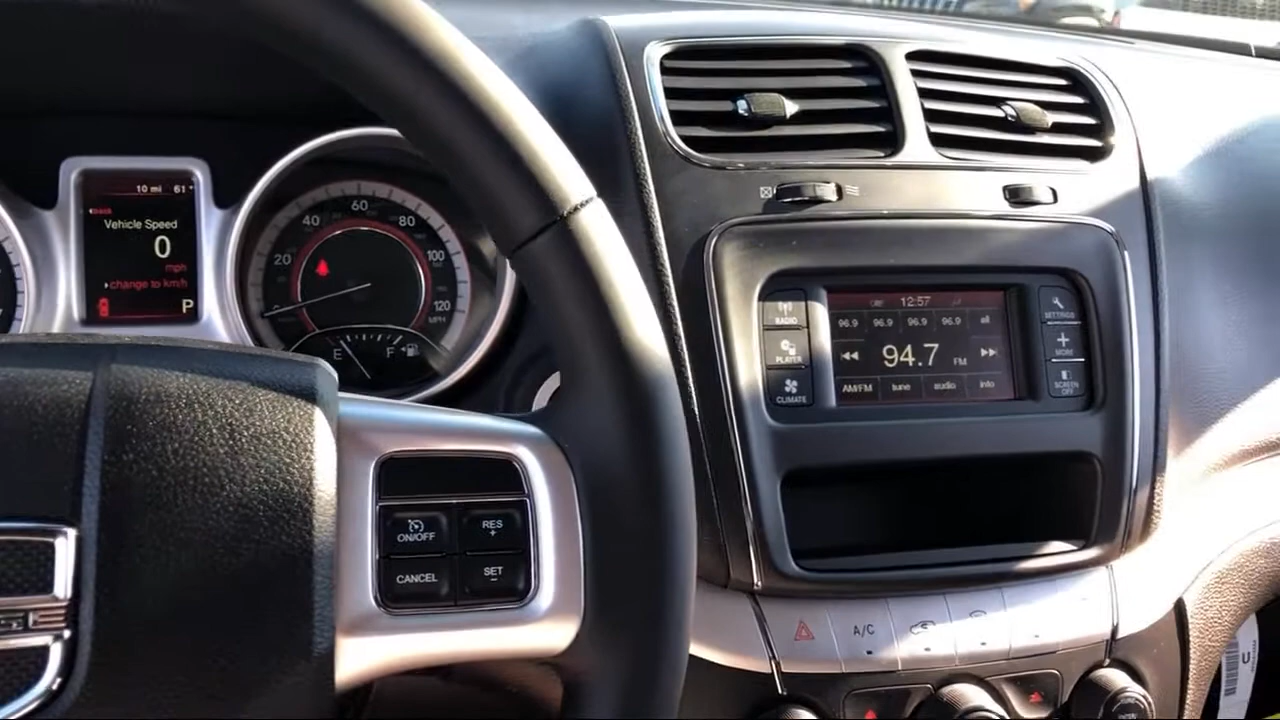 10 mi 61°
back
Vehicle Speed
0
mph
change to km/h
P
0 20 40 60 80 100 120
MPH
E F
ON/OFF
RES
+
CANCEL
SET
−
RADIO
PLAYER
CLIMATE
12:57
96.9 96.9 96.9 96.9 all
94.7 FM
AM/FM tune audio info
SETTINGS
+
MORE
SCREEN
OFF
A/C
U